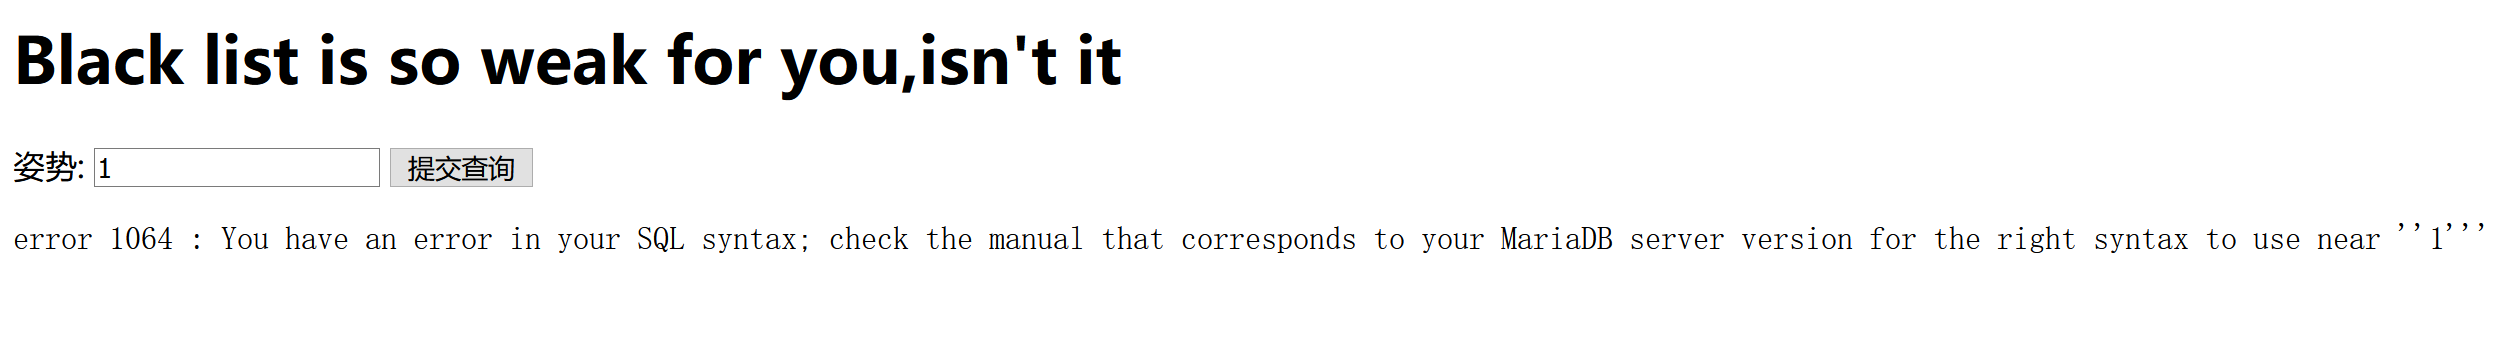 Black list is so weak for you,isn't it
姿势: 1 提交查询
error 1064 : You have an error in your SQL syntax; check the manual that corresponds to your MariaDB server version for the right syntax to use near ''1'''